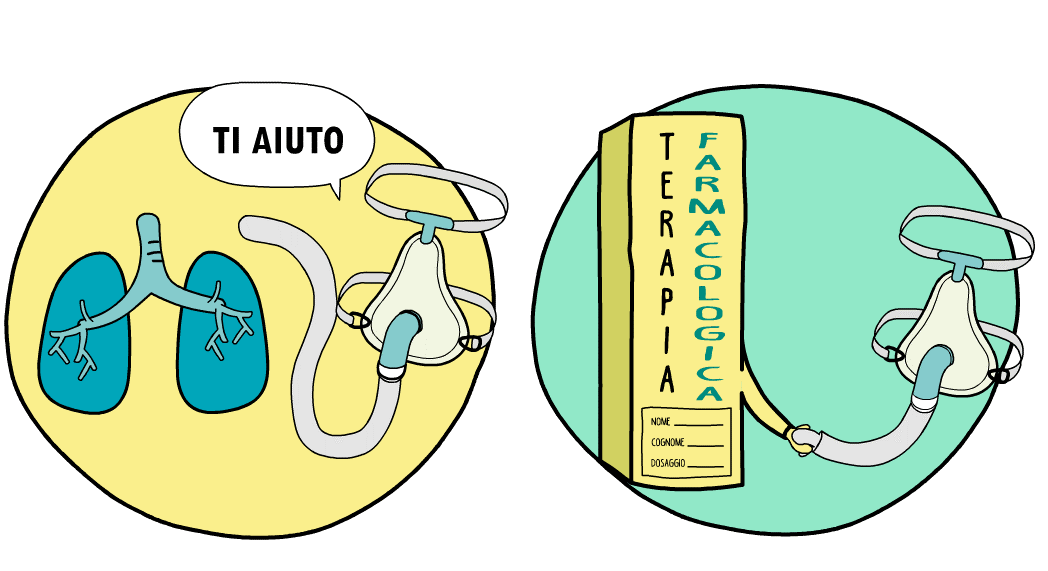 TI AIUTO
TERAPIA
FARMACOLOGICA
NOME
COGNOME
DOSAGGIO